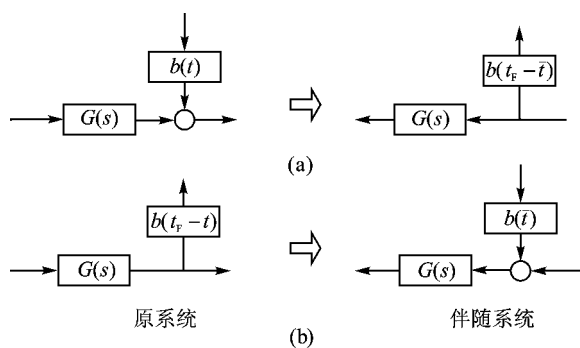 b(t)
b(t_F − t̄)
G(s)
G(s)
(a)
b(t_F − t)
b(t̄)
G(s)
G(s)
原系统
伴随系统
(b)